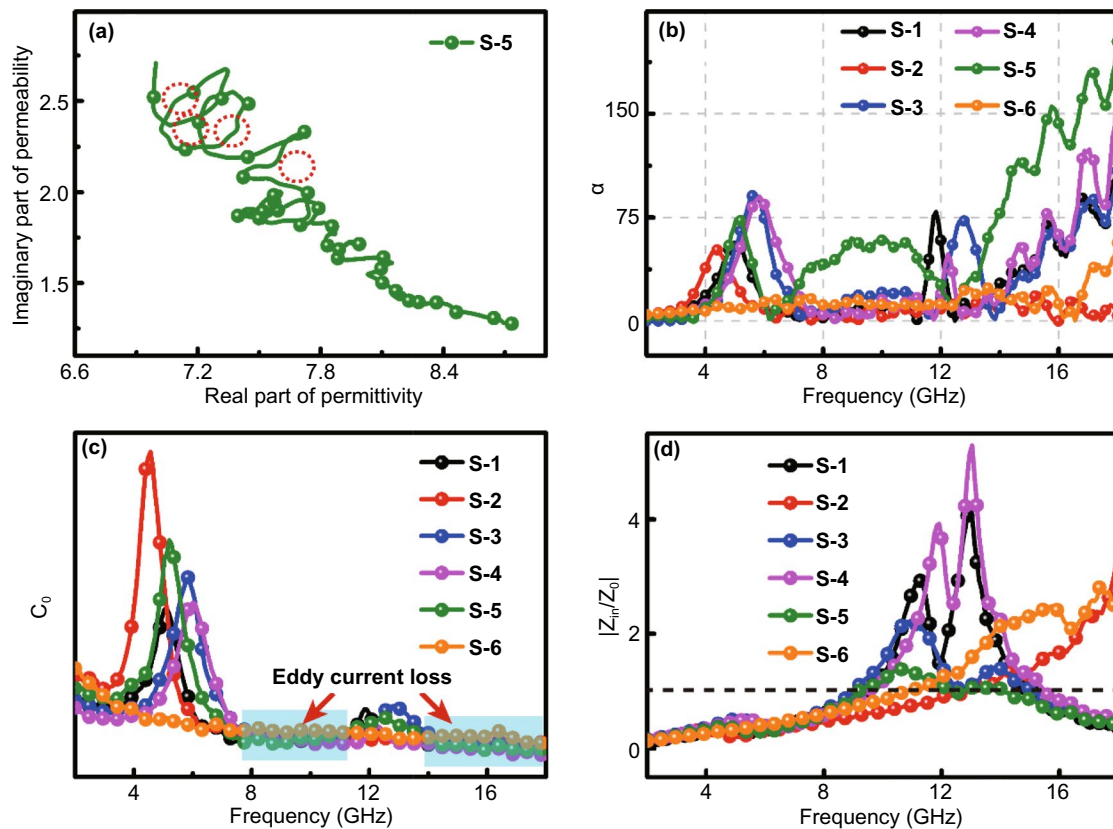 (a)
S-5
Imaginary part of permeability
2.5
2.0
1.5
6.6 7.2 7.8 8.4
Real part of permittivity
(b)
S-1 S-4
S-2 S-5
S-3 S-6
α
150
75
0
4 8 12 16
Frequency (GHz)
(c)
S-1
S-2
S-3
S-4
S-5
S-6
C₀
Eddy current loss
4 8 12 16
Frequency (GHz)
(d)
S-1
S-2
S-3
S-4
S-5
S-6
|Zᵢₙ/Z₀|
4
2
0
4 8 12 16
Frequency (GHz)